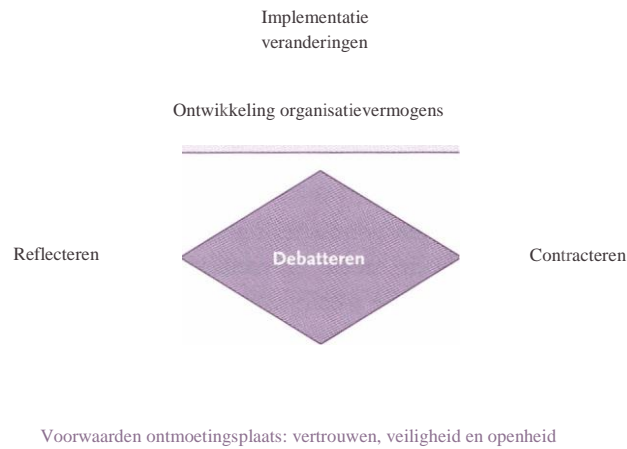 Implementatie
veranderingen
Ontwikkeling organisatievermogens
Reflecteren
Debatteren
Contracteren
Voorwaarden ontmoetingsplaats: vertrouwen, veiligheid en openheid